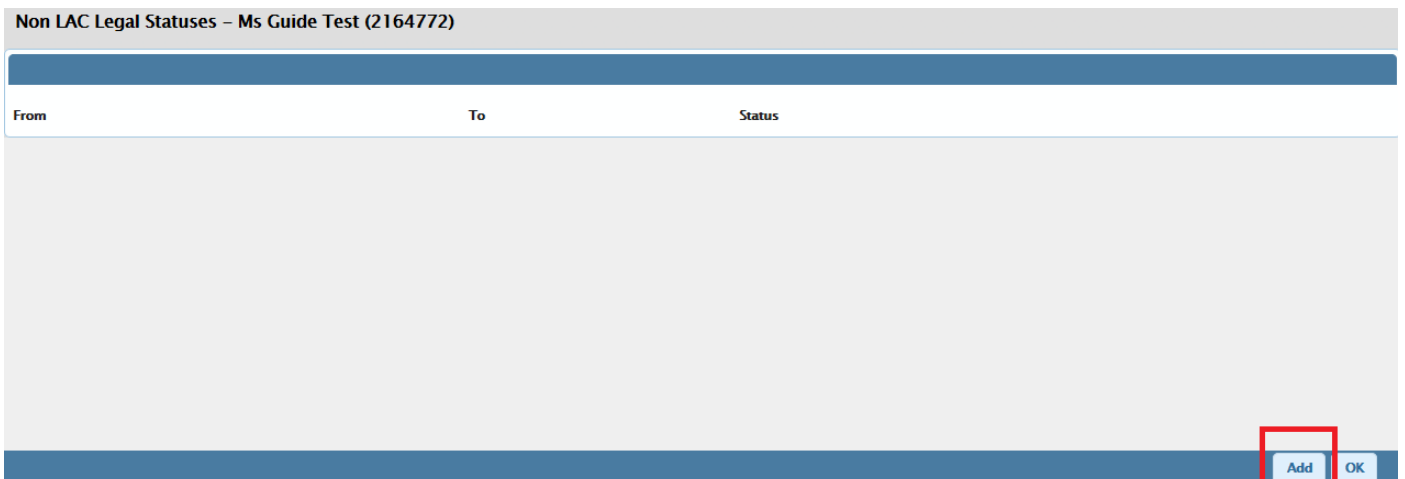 Non LAC Legal Statuses – Ms Guide Test (2164772)
From To Status
Add OK